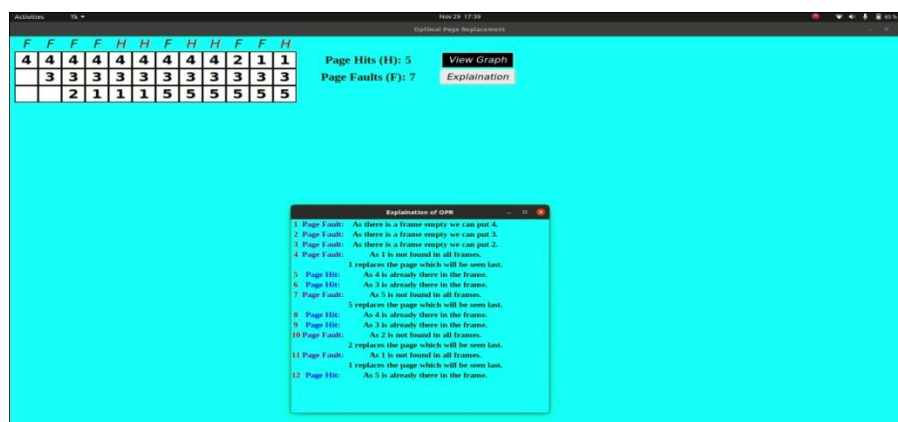 Activities Tk Nov 29 17:39 85 %
Optimal Page Replacement
F F F F H H F H H F F H
4 4 4 4 4 4 4 4 4 2 1 1
3 3 3 3 3 3 3 3 3 3 3
2 1 1 1 5 5 5 5 5 5
Page Hits (H): 5
View Graph
Page Faults (F): 7
Explaination
Explaination of OPR
1 Page Fault: As there is a frame empty we can put 4.
2 Page Fault: As there is a frame empty we can put 3.
3 Page Fault: As there is a frame empty we can put 2.
4 Page Fault: As 1 is not found in all frames.
1 replaces the page which will be seen last.
5 Page Hit: As 4 is already there in the frame.
6 Page Hit: As 3 is already there in the frame.
7 Page Fault: As 5 is not found in all frames.
5 replaces the page which will be seen last.
8 Page Hit: As 4 is already there in the frame.
9 Page Hit: As 3 is already there in the frame.
10 Page Fault: As 2 is not found in all frames.
2 replaces the page which will be seen last.
11 Page Fault: As 1 is not found in all frames.
1 replaces the page which will be seen last.
12 Page Hit: As 5 is already there in the frame.